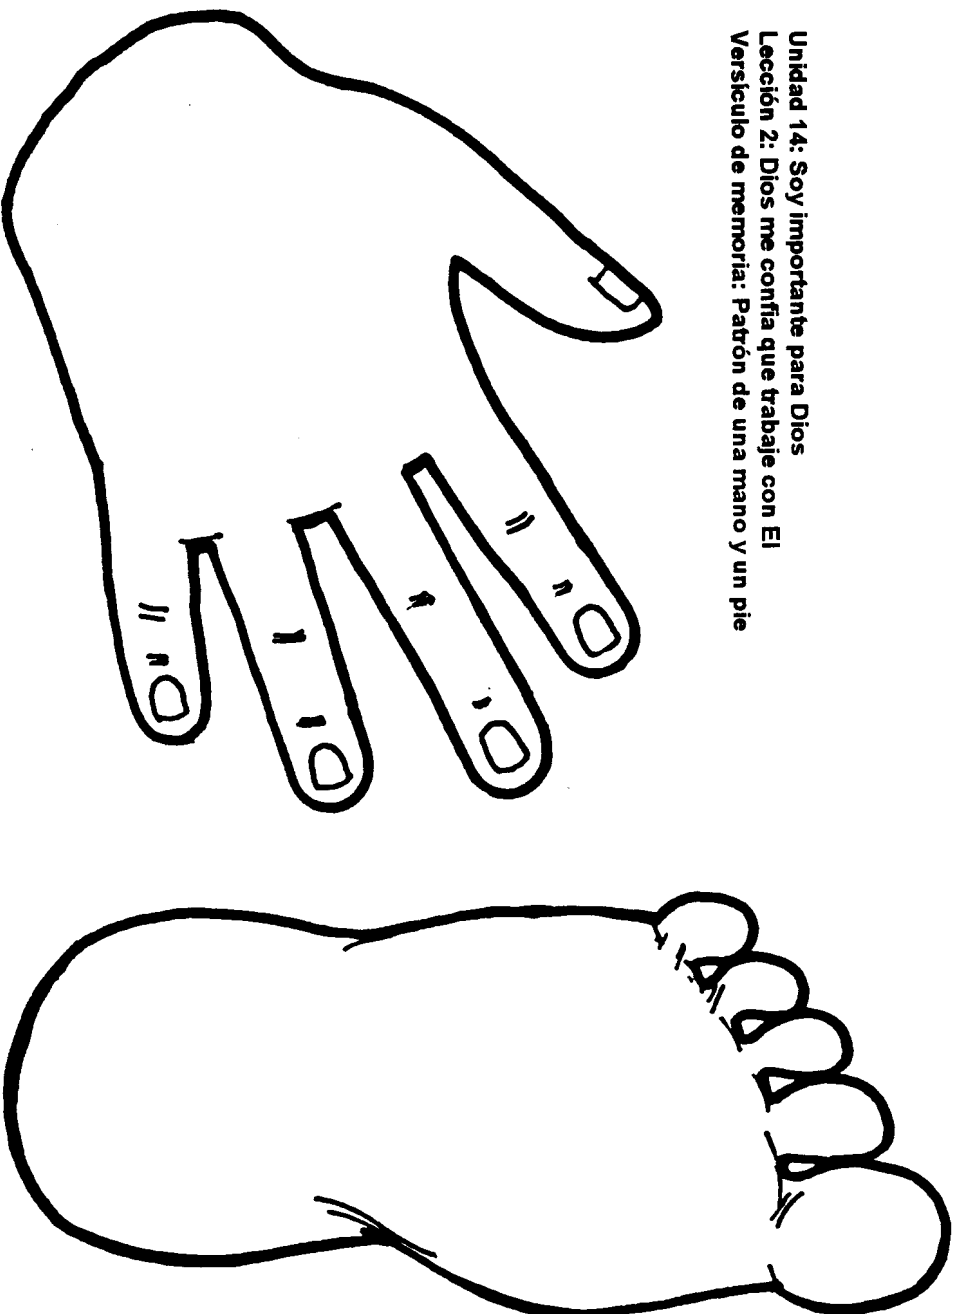 Unidad 14: Soy importante para Dios
Lección 2: Dios me confia que trabaje con El
Versículo de memoria: Patrón de una mano y un pie